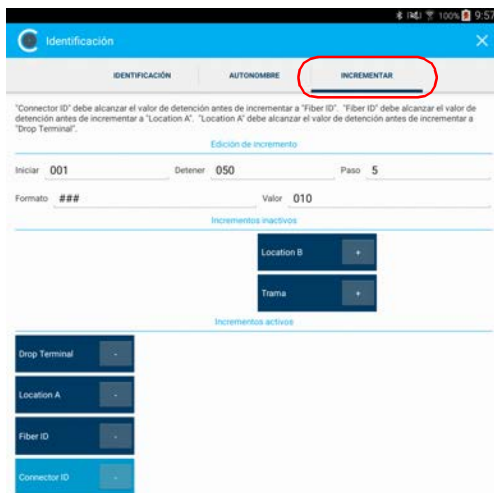 100% 9:57
Identificación
IDENTIFICACIÓN AUTONOMBRE INCREMENTAR
"Connector ID" debe alcanzar el valor de detención antes de incrementar a "Fiber ID". "Fiber ID" debe alcanzar el valor de
detención antes de incrementar a "Location A". "Location A" debe alcanzar el valor de detención antes de incrementar a
"Drop Terminal".
Edición de incremento
Iniciar 001 Detener 050 Paso 5
Formato ### Valor 010
Incrementos inactivos
Location B +
Trama +
Incrementos activos
Drop Terminal -
Location A -
Fiber ID -
Connector ID -